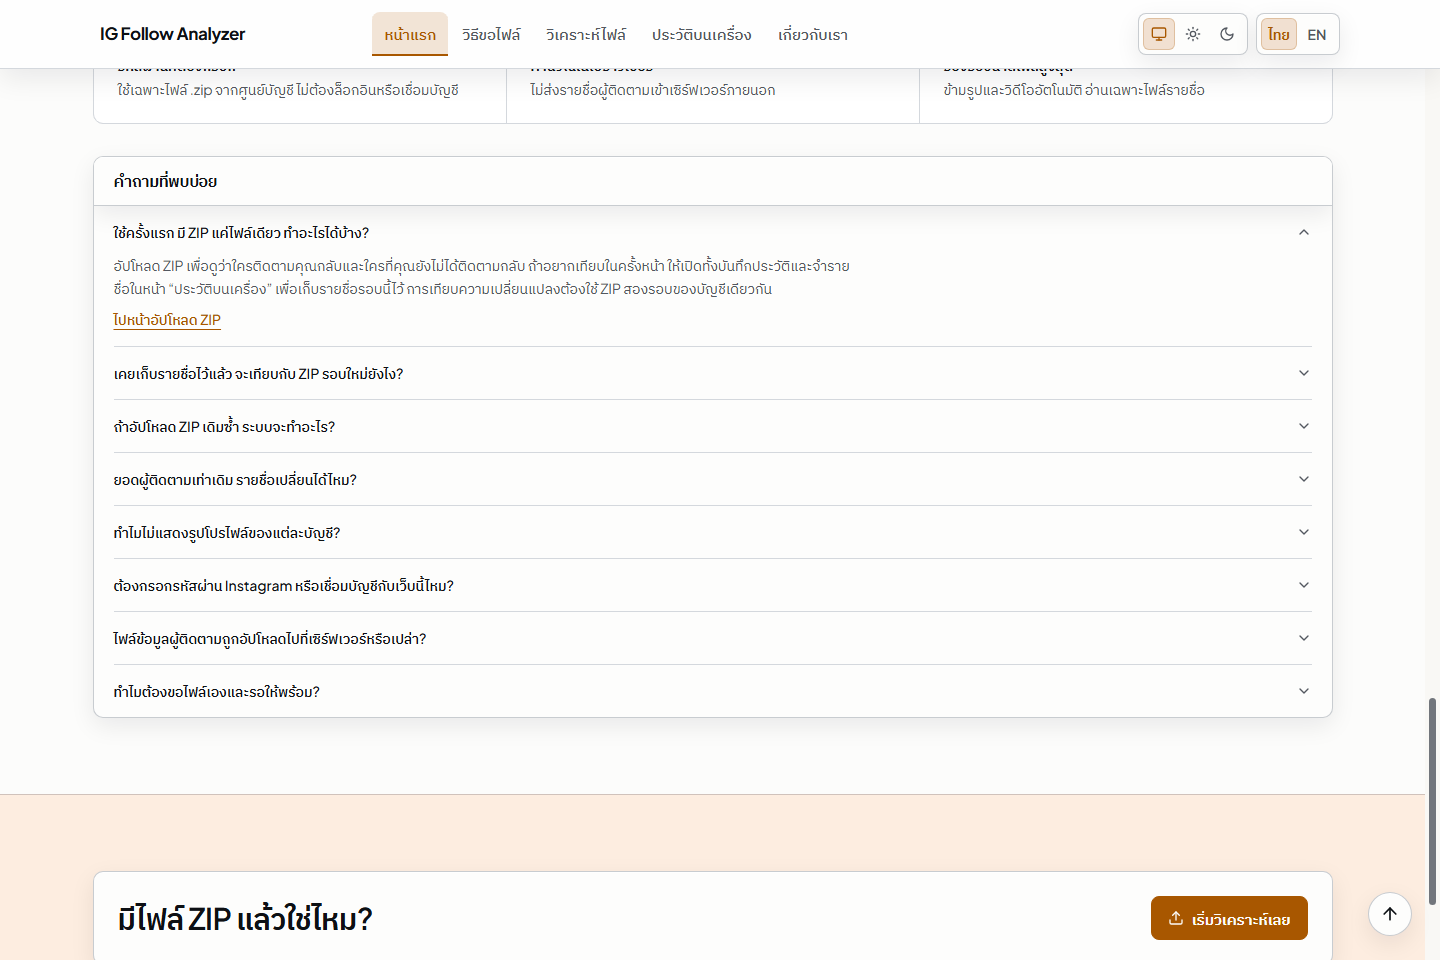 IG Follow Analyzer
หน้าแรก
วิธีขอไฟล์
วิเคราะห์ไฟล์
ประวัติบนเครื่อง
เกี่ยวกับเรา
ไทย
EN
ใช้เฉพาะไฟล์ .zip จากศูนย์บัญชี ไม่ต้องล็อกอินหรือเชื่อมบัญชี
ไม่ส่งรายชื่อผู้ติดตามเข้าเซิร์ฟเวอร์ภายนอก
ข้ามรูปและวิดีโออัตโนมัติ อ่านเฉพาะไฟล์รายชื่อ
คำถามที่พบบ่อย
ใช้ครั้งแรก มี ZIP แค่ไฟล์เดียว ทำอะไรได้บ้าง?
อัปโหลด ZIP เพื่อดูว่าใครติดตามคุณกลับและใครที่คุณยังไม่ได้ติดตามกลับ ถ้าอยากเทียบในครั้งหน้า ให้เปิดทั้งบันทึกประวัติและจำราย
ชื่อในหน้า “ประวัติบนเครื่อง” เพื่อเก็บรายชื่อรอบนี้ไว้ การเทียบความเปลี่ยนแปลงต้องใช้ ZIP สองรอบของบัญชีเดียวกัน
ไปหน้าอัปโหลด ZIP
เคยเก็บรายชื่อไว้แล้ว จะเทียบกับ ZIP รอบใหม่ยังไง?
ถ้าอัปโหลด ZIP เดิมซ้ำ ระบบจะทำอะไร?
ยอดผู้ติดตามเท่าเดิม รายชื่อเปลี่ยนได้ไหม?
ทำไมไม่แสดงรูปโปรไฟล์ของแต่ละบัญชี?
ต้องกรอกรหัสผ่าน Instagram หรือเชื่อมบัญชีกับเว็บนี้ไหม?
ไฟล์ข้อมูลผู้ติดตามถูกอัปโหลดไปที่เซิร์ฟเวอร์หรือเปล่า?
ทำไมต้องขอไฟล์เองและรอให้พร้อม?
มีไฟล์ ZIP แล้วใช่ไหม?
เริ่มวิเคราะห์เลย